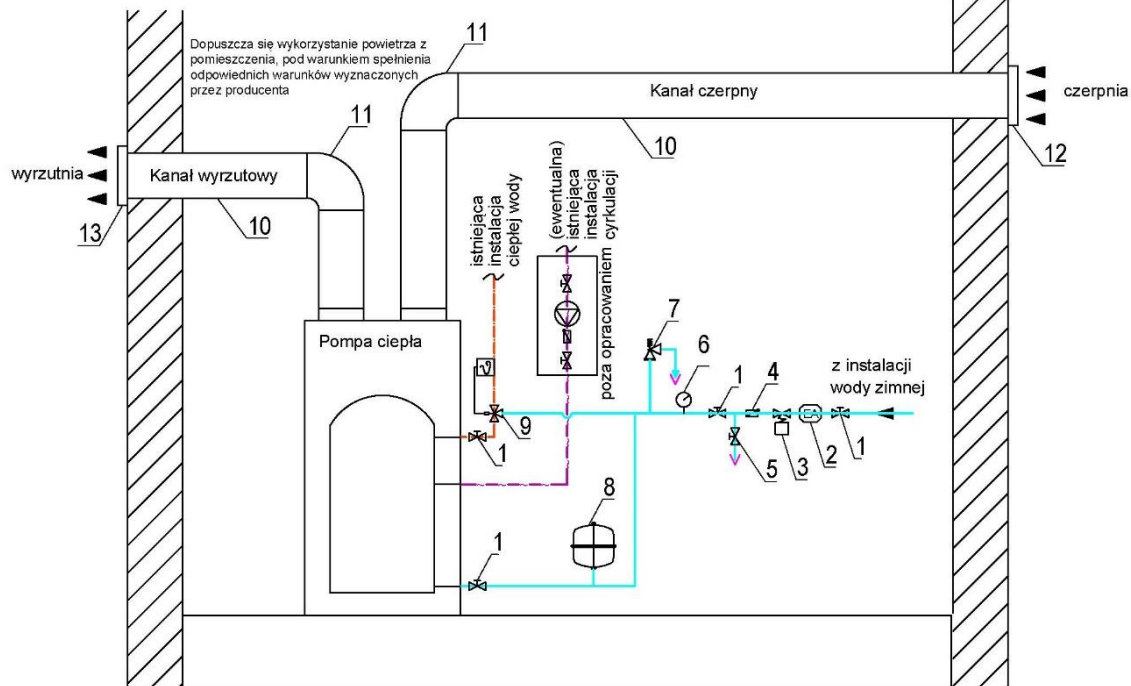 11
Dopuszcza się wykorzystanie powietrza z
pomieszczenia, pod warunkiem spełnienia
odpowiednich warunków wyznaczonych
przez producenta
Kanał czerpny
czerpnia
11
10
12
wyrzutnia
Kanał wyrzutowy
13
10
istniejąca
instalacja
ciepłej wody
(ewentualna)
istniejąca
instalacja
cyrkulacji
poza opracowaniem
Pompa ciepła
7
6
1
4
z instalacji
wody zimnej
9
1
5
3
2
1
8
1